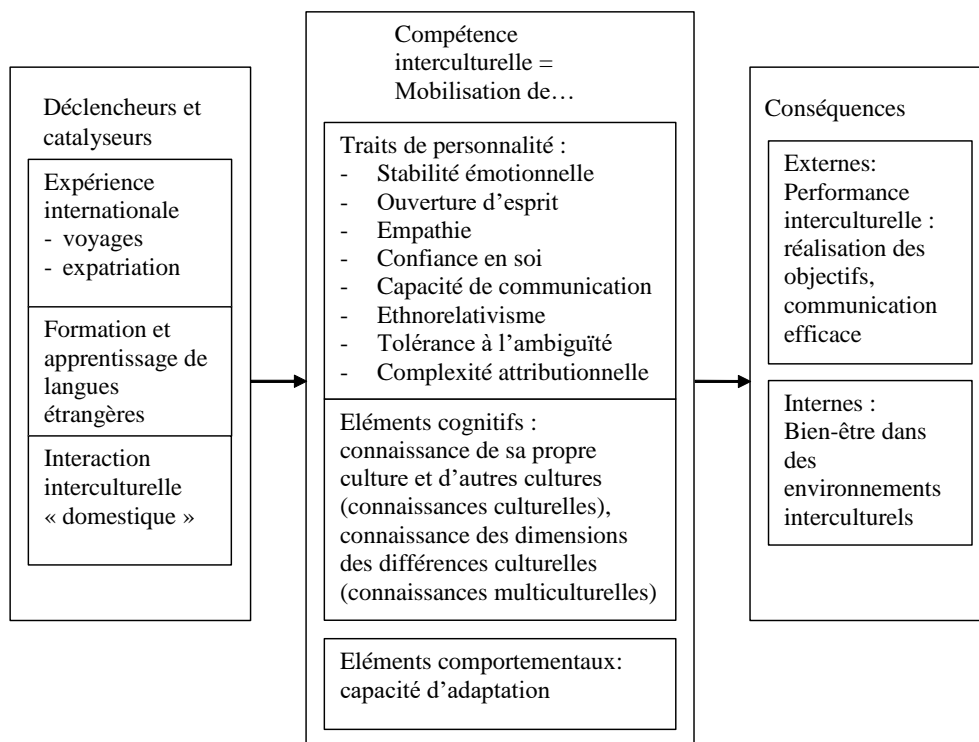 Déclencheurs et
catalyseurs
Expérience
internationale
- voyages
- expatriation
Formation et
apprentissage de
langues
étrangères
Interaction
interculturelle
« domestique »
Compétence
interculturelle =
Mobilisation de…
Traits de personnalité :
- Stabilité émotionnelle
- Ouverture d’esprit
- Empathie
- Confiance en soi
- Capacité de communication
- Ethnorelativisme
- Tolérance à l’ambiguïté
- Complexité attributionnelle
Eléments cognitifs :
connaissance de sa propre
culture et d’autres cultures
(connaissances culturelles),
connaissance des dimensions
des différences culturelles
(connaissances multiculturelles)
Eléments comportementaux:
capacité d’adaptation
Conséquences
Externes:
Performance
interculturelle :
réalisation des
objectifs,
communication
efficace
Internes :
Bien-être dans
des
environnements
interculturels